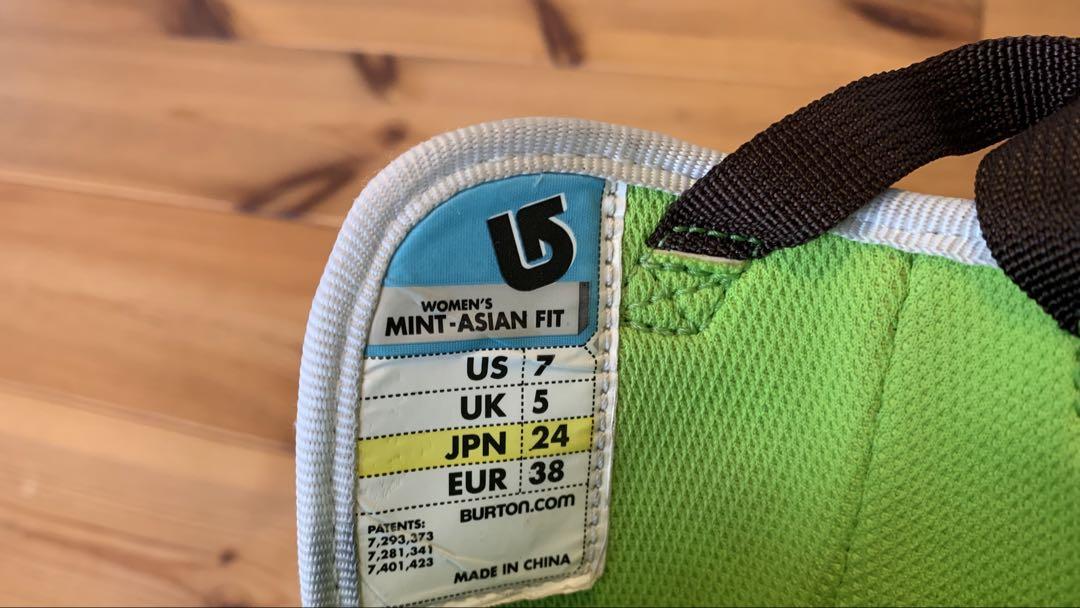 WOMEN'S
MINT-ASIAN FIT
US 7
UK 5
JPN 24
EUR 38
BURTON.COM
PATENTS:
7,293,373
7,281,341
7,401,423
MADE IN CHINA